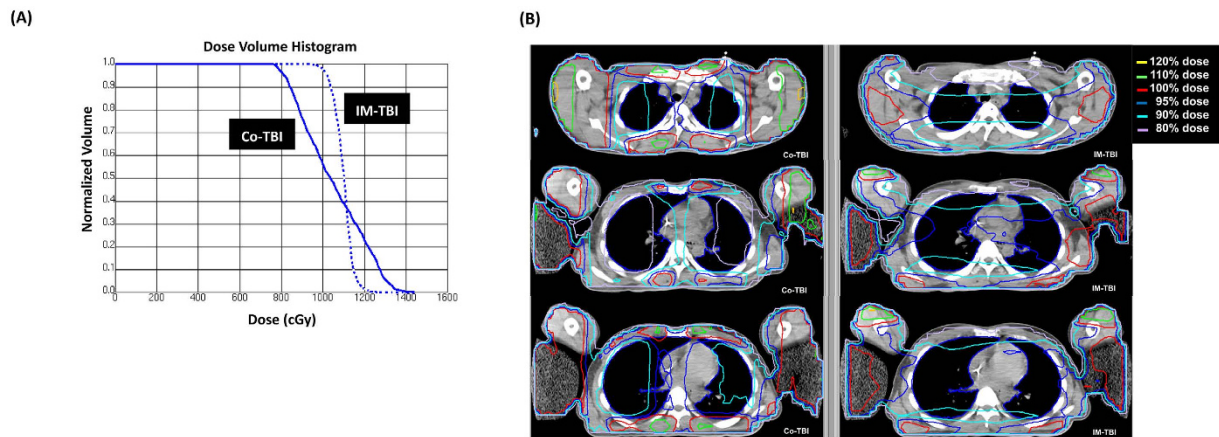 (A)
Dose Volume Histogram
1.0
0.9
0.8
0.7
0.6
0.5
0.4
0.3
0.2
0.1
0.0
Normalized Volume
IM-TBI
Co-TBI
0 200 400 600 800 1000 1200 1400 1600
Dose (cGy)
(B)
120% dose
110% dose
100% dose
95% dose
90% dose
80% dose
Co-TBI IM-TBI
Co-TBI IM-TBI
Co-TBI IM-TBI